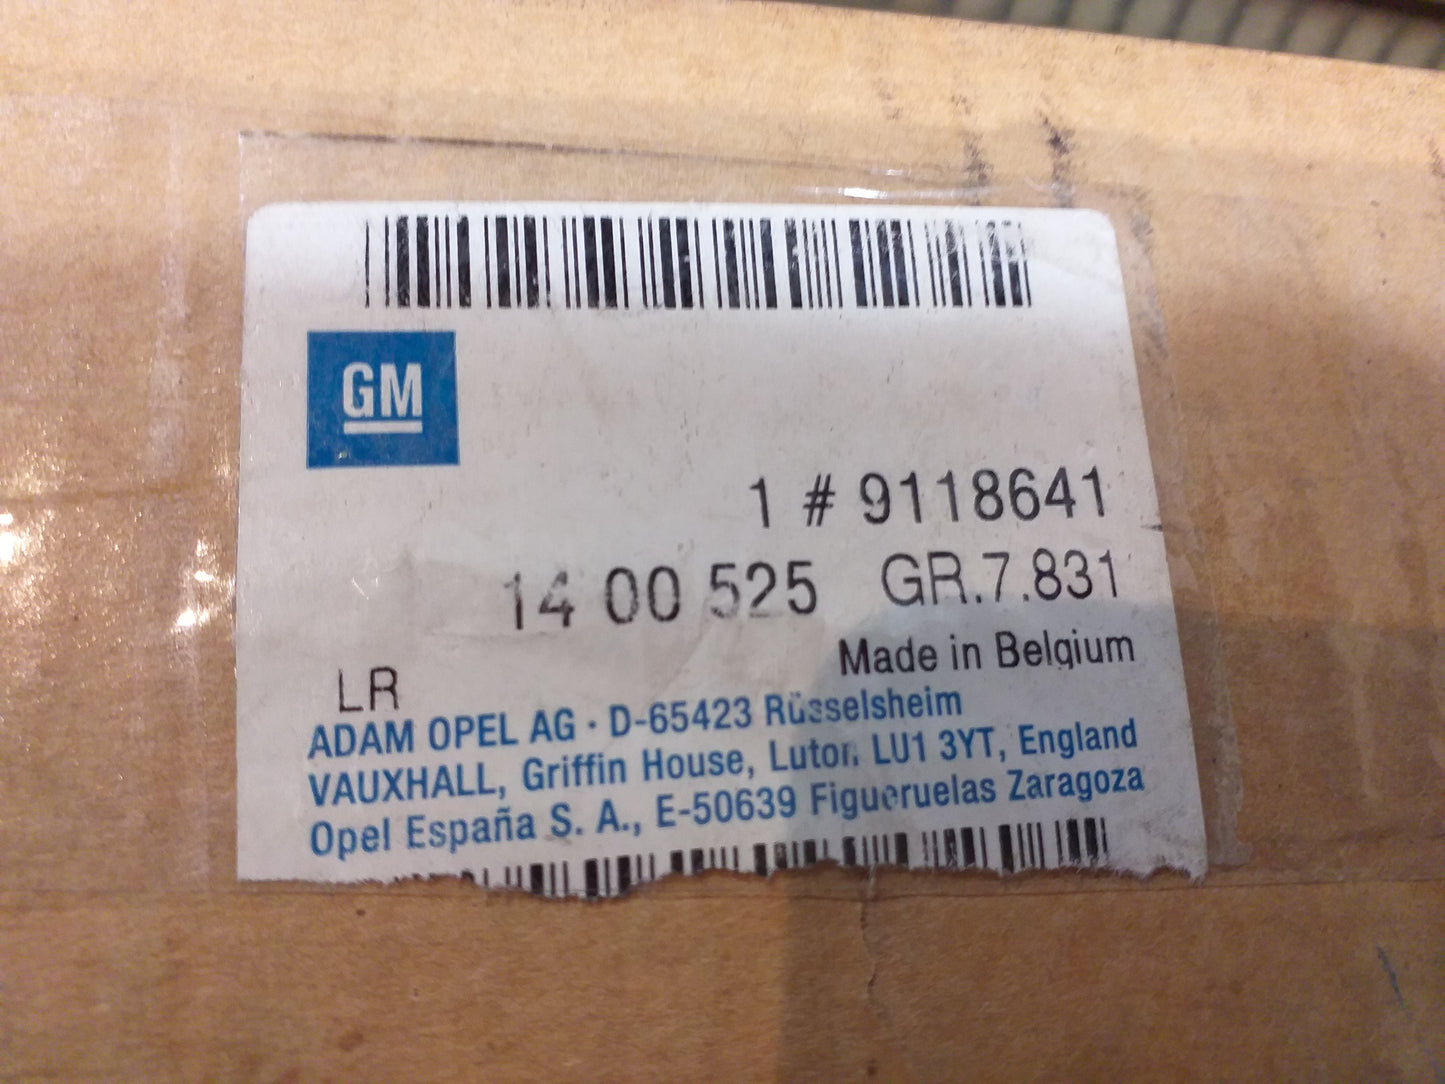 GM
1 # 9118641
14 00 525 GR.7.831
Made in Belgium
LR
ADAM OPEL AG · D-65423 Rüsselsheim
VAUXHALL, Griffin House, Luton LU1 3YT, England
Opel España S. A., E-50639 Figueruelas Zaragoza